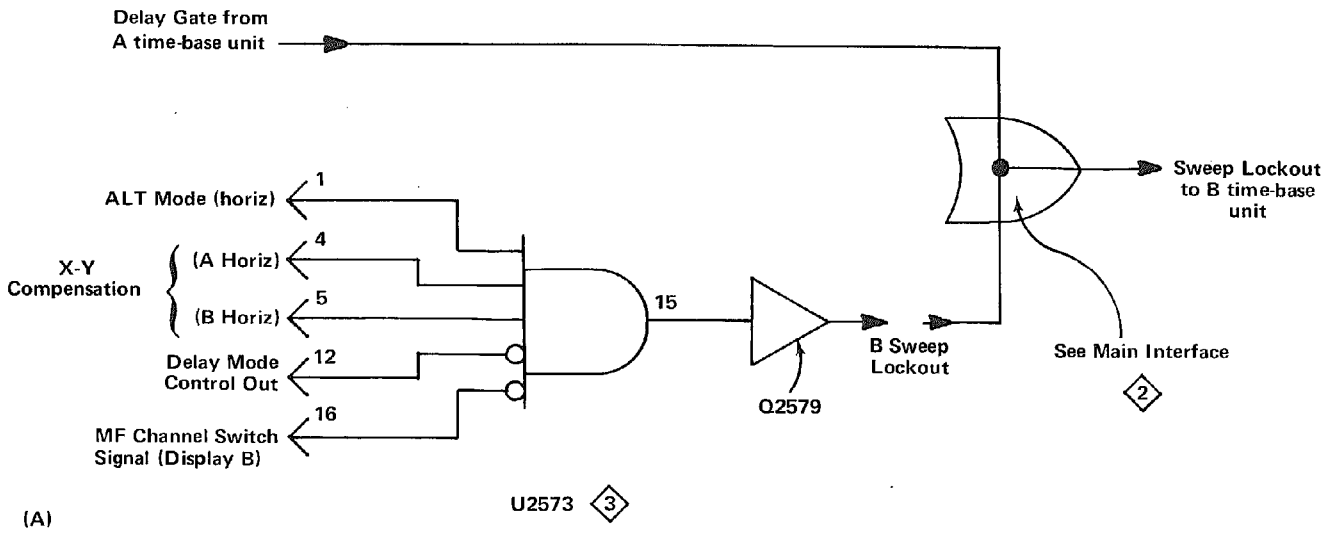 Delay Gate from
A time-base unit
Sweep Lockout
to B time-base
unit
ALT Mode (horiz)
1
X-Y
Compensation
(A Horiz)
4
(B Horiz)
5
Delay Mode
Control Out
12
MF Channel Switch
Signal (Display B)
16
15
Q2579
B Sweep
Lockout
See Main Interface
2
U2573
3
(A)